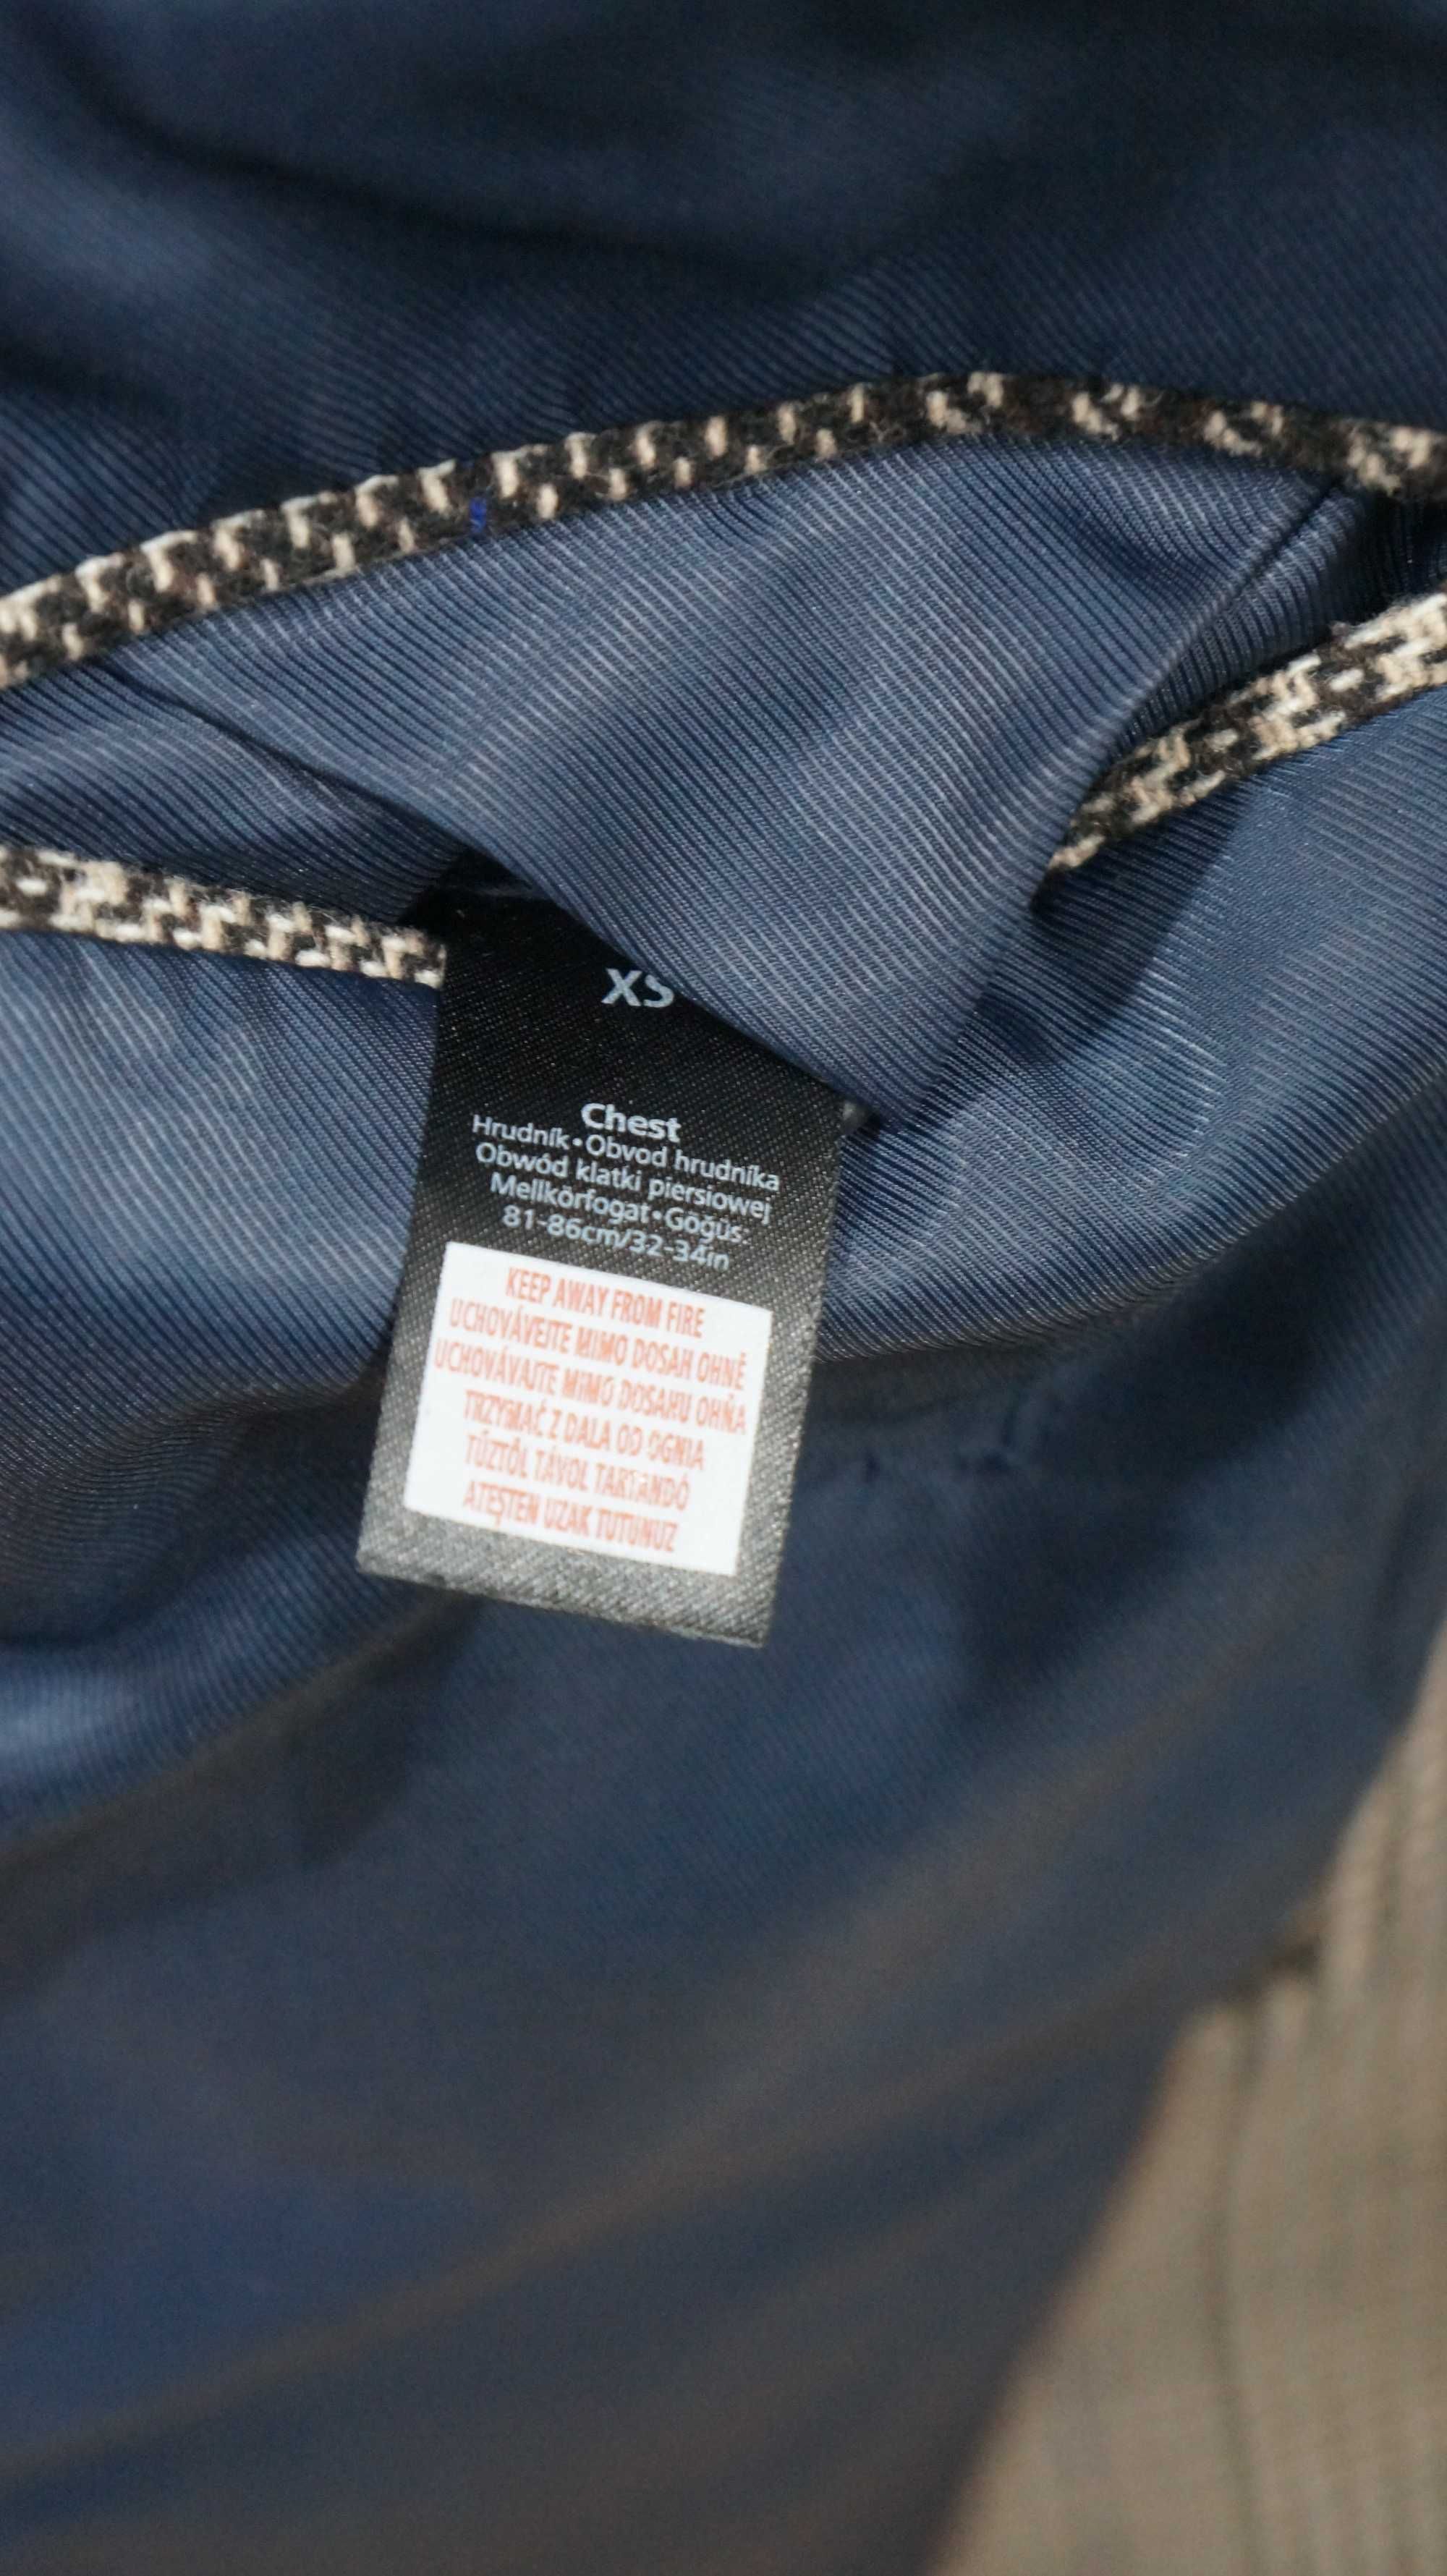 XS
Chest
Hrudník•Obvod hrudníka
Obwód klatki piersiowej
Mellkörfogat•Göğüs:
81-86cm/32-34in
KEEP AWAY FROM FIRE
UCHOVÁVEJTE MIMO DOSAH OHNĚ
UCHOVÁVAJTE MIMO DOSAHU OHŇA
TRZYMAĆ Z DALA OD OGNIA
TŰZTŐL TÁVOL TARTANDÓ
ATEŞTEN UZAK TUTUNUZ